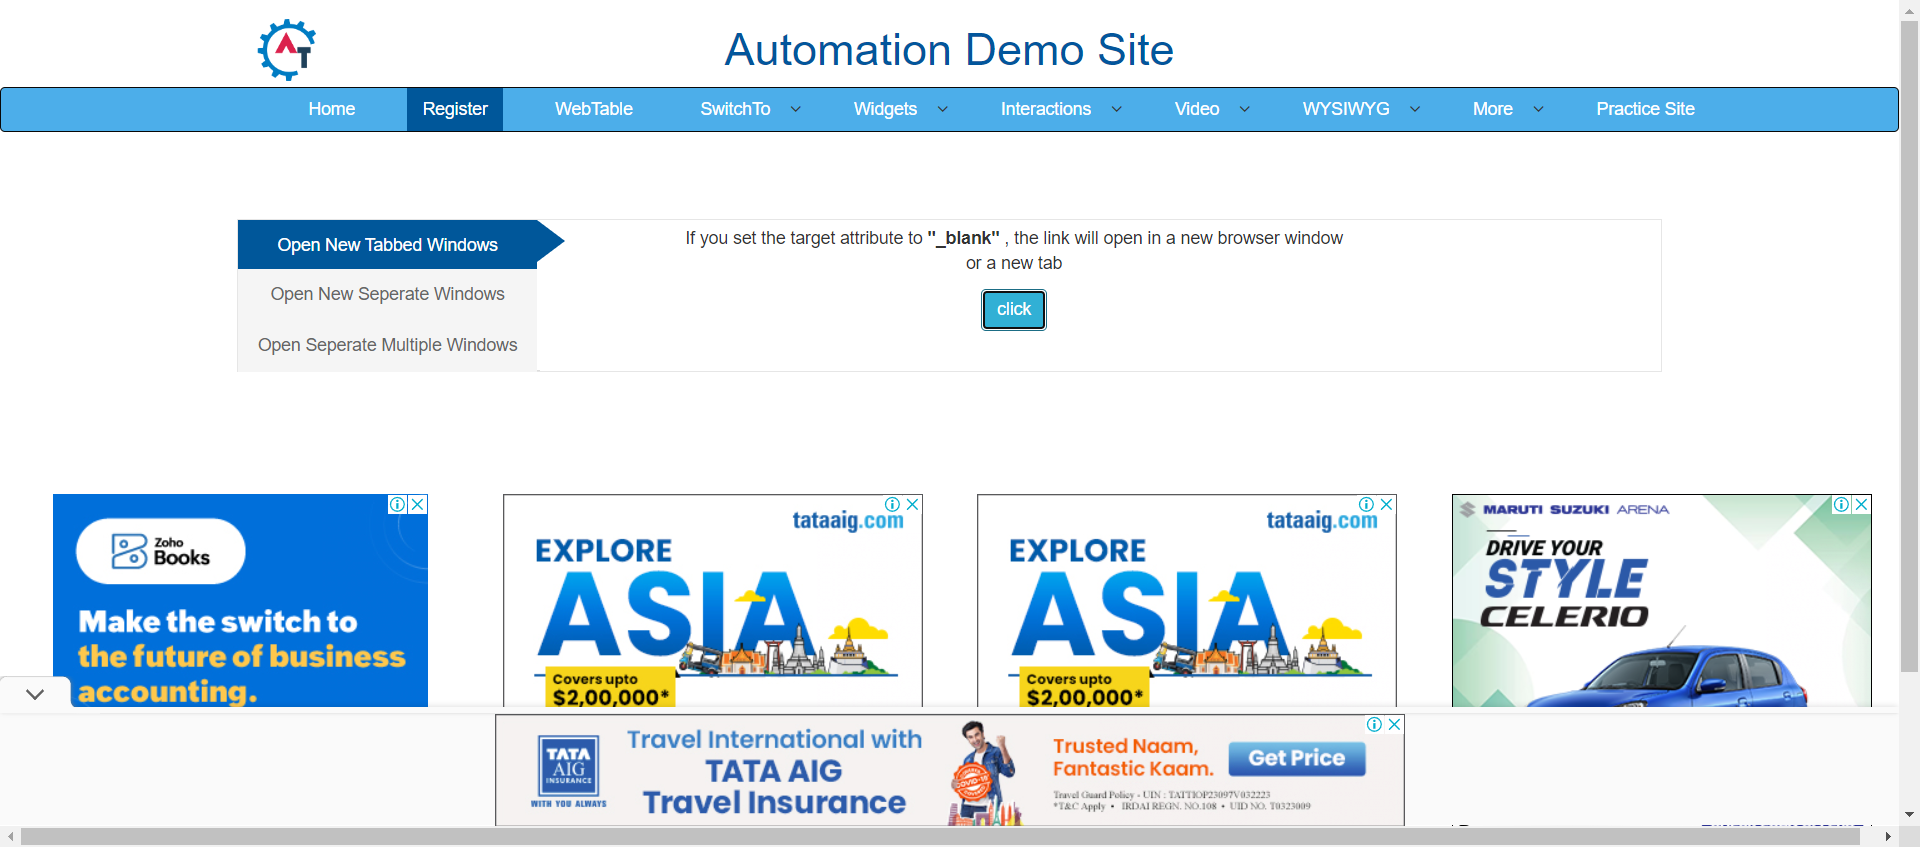 AT
Automation Demo Site
Home Register WebTable SwitchTo Widgets Interactions Video WYSIWYG More Practice Site
Open New Tabbed Windows
Open New Seperate Windows
Open Seperate Multiple Windows
If you set the target attribute to "_blank" , the link will open in a new browser window
or a new tab
click
Zoho
Books
Make the switch to
the future of business
accounting.
tataaig.com
EXPLORE
ASIA
Covers upto
$2,00,000*
tataaig.com
EXPLORE
ASIA
Covers upto
$2,00,000*
MARUTI SUZUKI ARENA
DRIVE YOUR
STYLE
CELERIO
TATA
AIG
INSURANCE
WITH YOU ALWAYS
Travel International with
TATA AIG
Travel Insurance
COVID-19
Trusted Naam,
Fantastic Kaam.
Travel Guard Policy - UIN : TATTIOP23097V032223
*T&C Apply • IRDAI REGN. NO.108 • UID NO. T0323009
Get Price